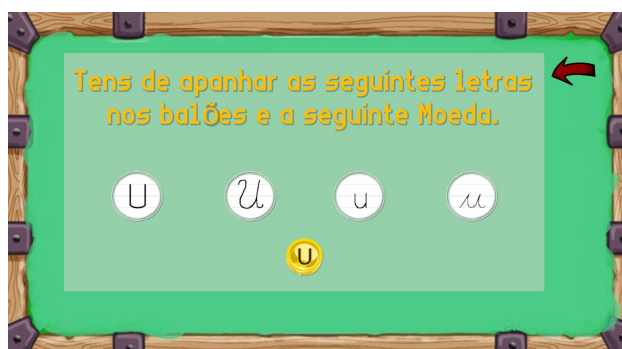 Tens de apanhar as seguintes letras
nos balões e a seguinte Moeda.
U U u u
U